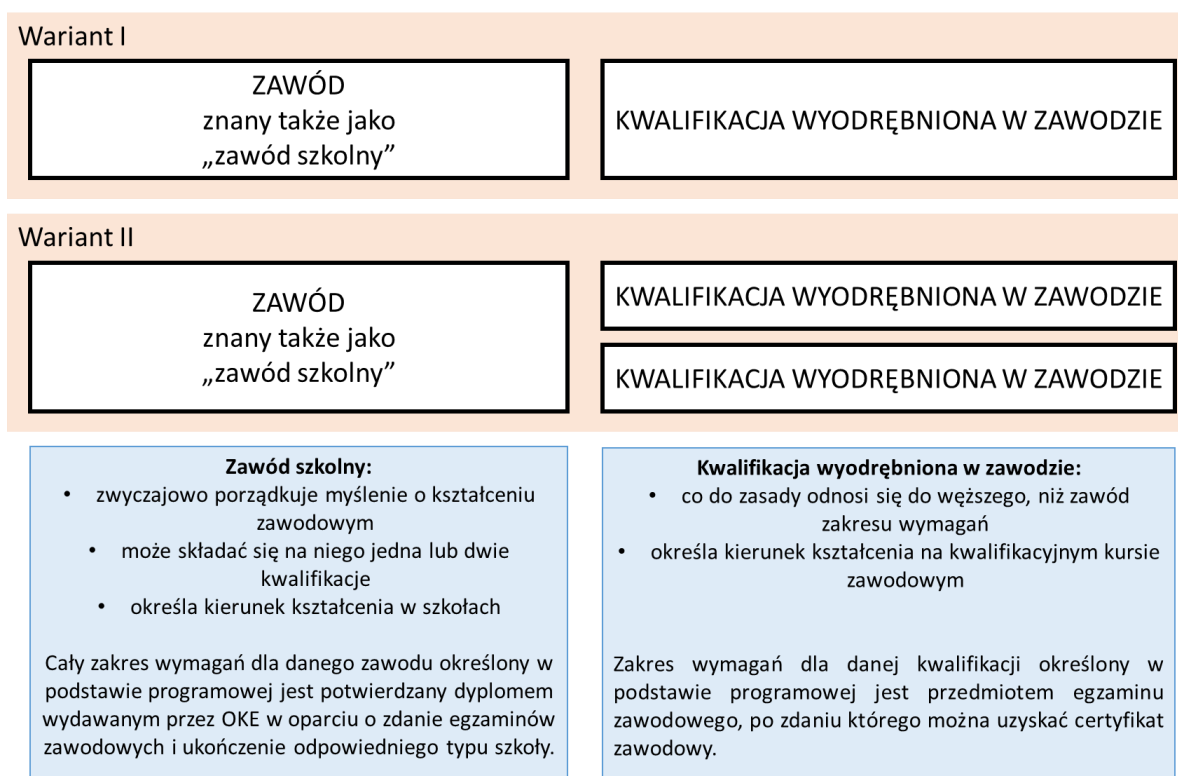 Wariant I
ZAWÓD
znany także jako
„zawód szkolny”
KWALIFIKACJA WYODRĘBNIONA W ZAWODZIE
Wariant II
ZAWÓD
znany także jako
„zawód szkolny”
KWALIFIKACJA WYODRĘBNIONA W ZAWODZIE
KWALIFIKACJA WYODRĘBNIONA W ZAWODZIE
Zawód szkolny:
• zwyczajowo porządkuje myślenie o kształceniu
zawodowym
• może składać się na niego jedna lub dwie
kwalifikacje
• określa kierunek kształcenia w szkołach
Cały zakres wymagań dla danego zawodu określony w
podstawie programowej jest potwierdzany dyplomem
wydawanym przez OKE w oparciu o zdanie egzaminów
zawodowych i ukończenie odpowiedniego typu szkoły.
Kwalifikacja wyodrębniona w zawodzie:
• co do zasady odnosi się do węższego, niż zawód
zakresu wymagań
• określa kierunek kształcenia na kwalifikacyjnym kursie
zawodowym
Zakres wymagań dla danej kwalifikacji określony w
podstawie programowej jest przedmiotem egzaminu
zawodowego, po zdaniu którego można uzyskać certyfikat
zawodowy.